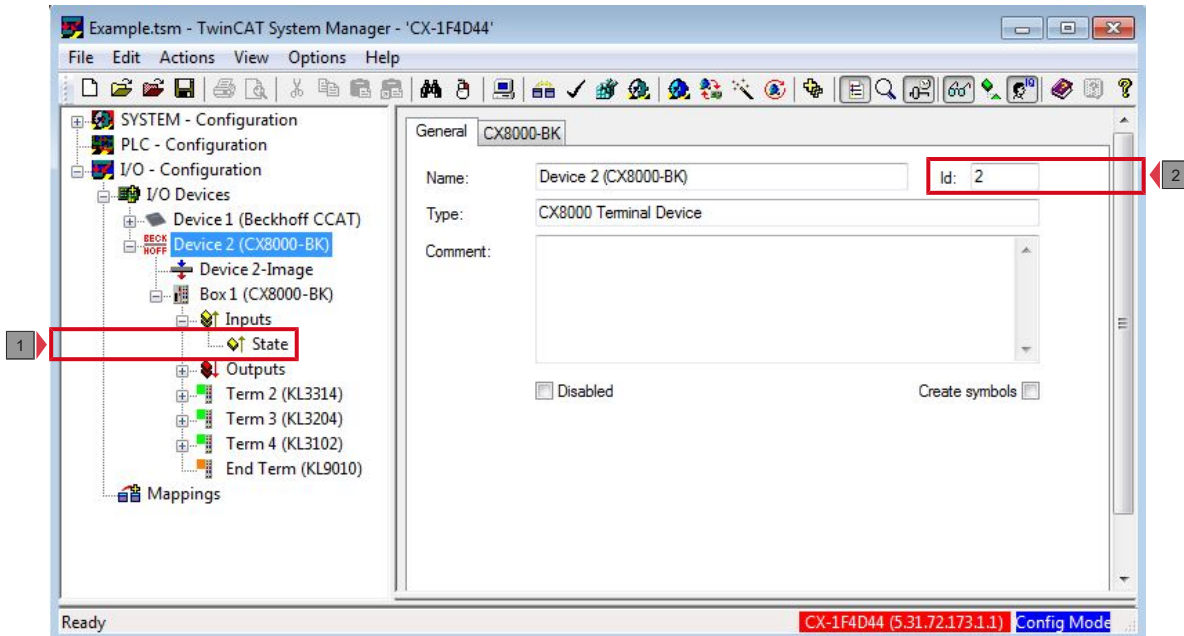 Example.tsm - TwinCAT System Manager - 'CX-1F4D44'
File Edit Actions View Options Help
SYSTEM - Configuration
PLC - Configuration
I/O - Configuration
I/O Devices
Device 1 (Beckhoff CCAT)
BECK
HOFF
Device 2 (CX8000-BK)
Device 2-Image
Box 1 (CX8000-BK)
Inputs
1
State
Outputs
Term 2 (KL3314)
Term 3 (KL3204)
Term 4 (KL3102)
End Term (KL9010)
Mappings
General CX8000-BK
Name: Device 2 (CX8000-BK) Id: 2
2
Type: CX8000 Terminal Device
Comment:
Disabled Create symbols
Ready CX-1F4D44 (5.31.72.173.1.1) Config Mode